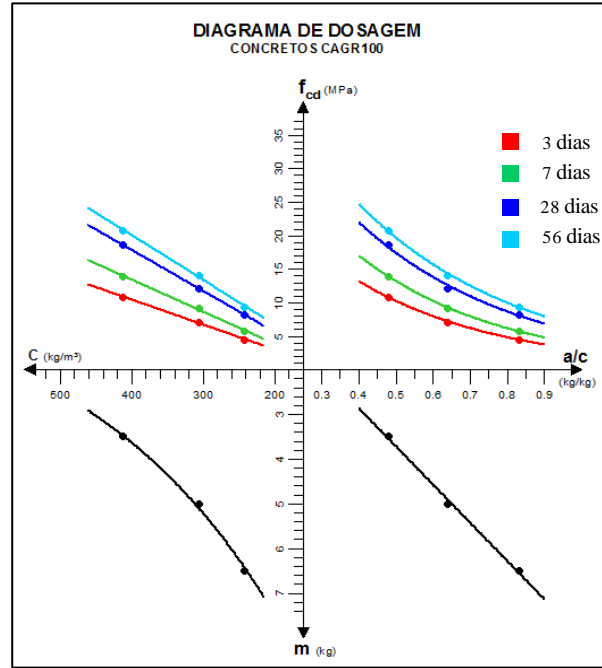 DIAGRAMA DE DOSAGEM
CONCRETOS CAGR100
fcd (MPa)
35
30
25
20
15
10
5
3 dias
7 dias
28 dias
56 dias
C (kg/m³)
a/c
(kg/kg)
500
400
300
200
0.3
0.4
0.5
0.6
0.7
0.8
0.9
3
4
5
6
7
m (kg)